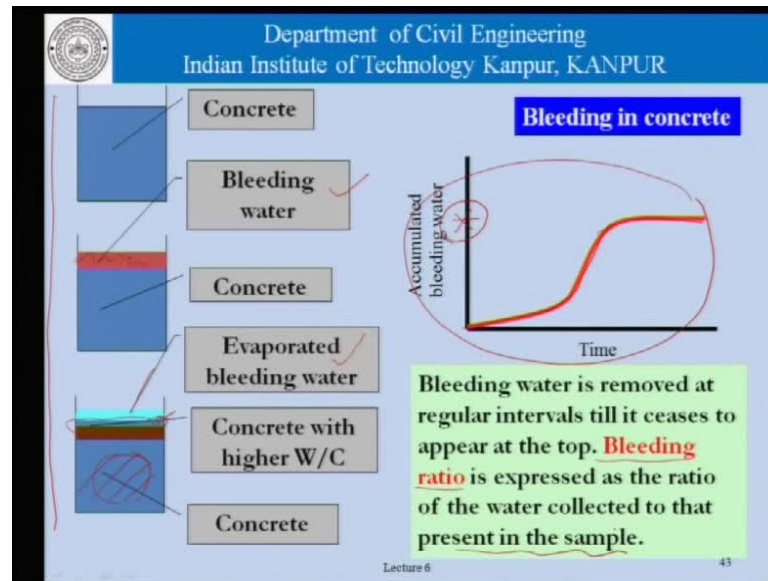 Department of Civil Engineering
Indian Institute of Technology Kanpur, KANPUR
Concrete
Bleeding
water
Concrete
Evaporated
bleeding water
Concrete with
higher W/C
Concrete
Bleeding in concrete
Accumulated
bleeding water
Time
Bleeding water is removed at
regular intervals till it ceases to
appear at the top. Bleeding
ratio is expressed as the ratio
of the water collected to that
present in the sample.
Lecture 6
43